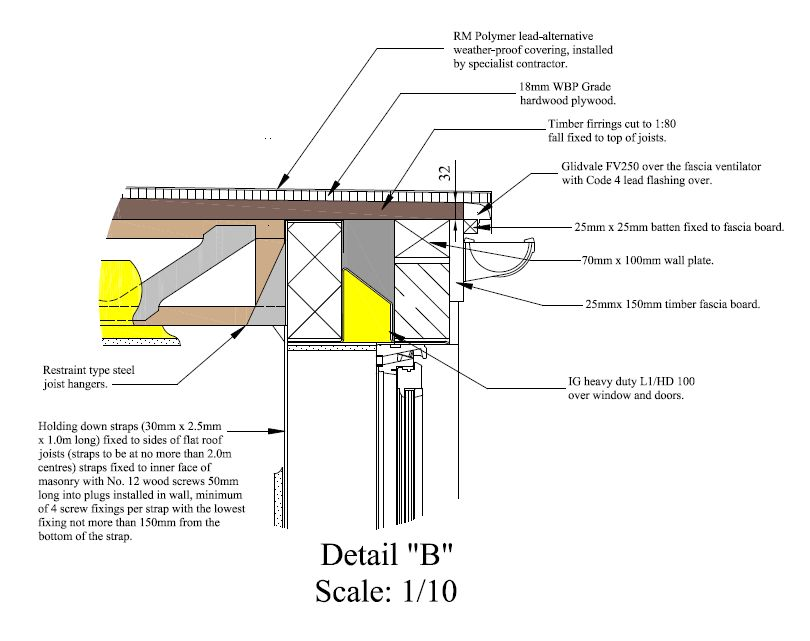 RM Polymer lead-alternative
weather-proof covering, installed
by specialist contractor.
18mm WBP Grade
hardwood plywood.
Timber firrings cut to 1:80
fall fixed to top of joists.
32
Glidvale FV250 over the fascia ventilator
with Code 4 lead flashing over.
25mm x 25mm batten fixed to fascia board.
70mm x 100mm wall plate.
25mmx 150mm timber fascia board.
Restraint type steel
joist hangers.
IG heavy duty L1/HD 100
over window and doors.
Holding down straps (30mm x 2.5mm
x 1.0m long) fixed to sides of flat roof
joists (straps to be at no more than 2.0m
centres) straps fixed to inner face of
masonry with No. 12 wood screws 50mm
long into plugs installed in wall, minimum
of 4 screw fixings per strap with the lowest
fixing not more than 150mm from the
bottom of the strap.
Detail "B"
Scale: 1/10